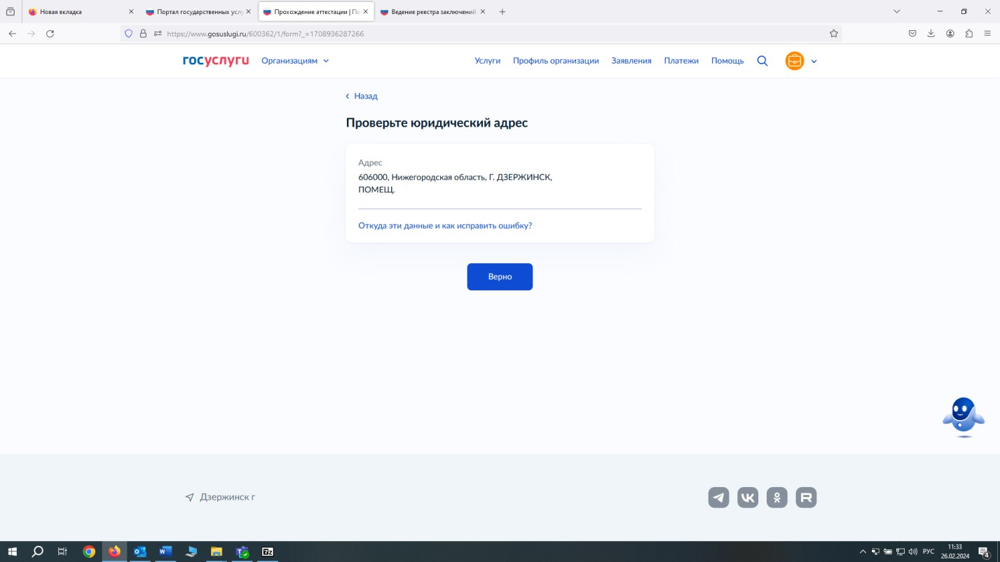 Новая вкладка
Портал государственных услу
Прохождение аттестации | По
Ведение реестра заключений
https://www.gosuslugi.ru/600362/1/form?_=1708936287266
госуслуги
Организациям
Услуги
Профиль организации
Заявления
Платежи
Помощь
Назад
Проверьте юридический адрес
Адрес
606000, Нижегородская область, Г. ДЗЕРЖИНСК,
ПОМЕЩ.
Откуда эти данные и как исправить ошибку?
Верно
Дзержинск г
РУС
11:33
26.02.2024
4